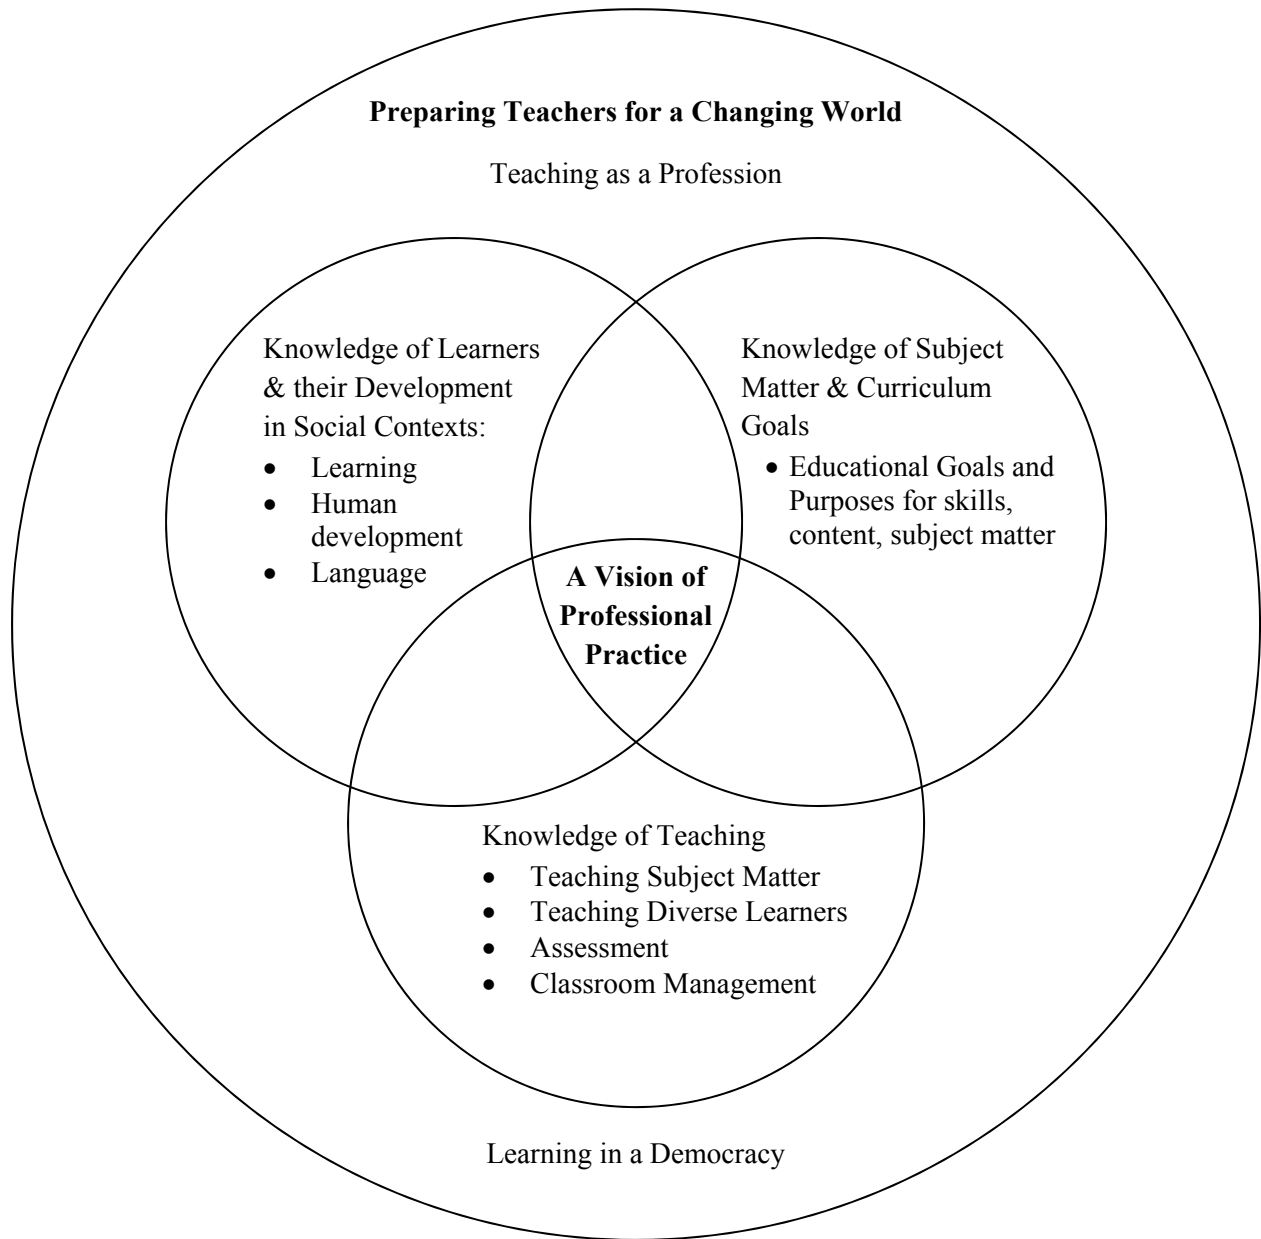 Preparing Teachers for a Changing World
Teaching as a Profession
Knowledge of Learners
& their Development
in Social Contexts:
• Learning
• Human
development
• Language
Knowledge of Subject
Matter & Curriculum
Goals
• Educational Goals and
Purposes for skills,
content, subject matter
A Vision of
Professional
Practice
Knowledge of Teaching
• Teaching Subject Matter
• Teaching Diverse Learners
• Assessment
• Classroom Management
Learning in a Democracy